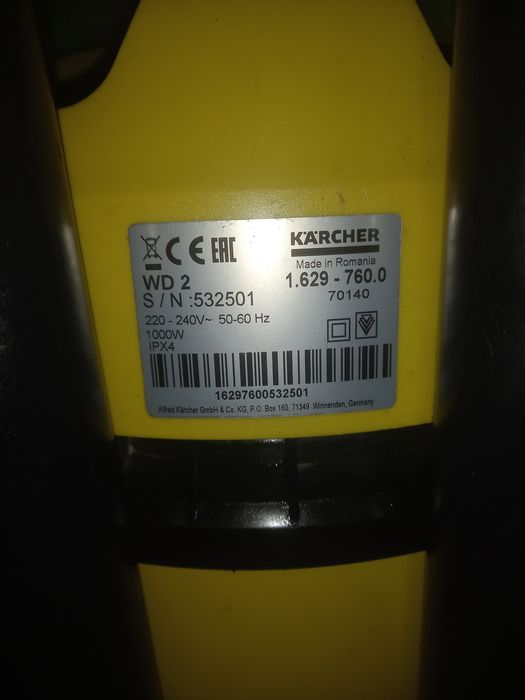 CE EAC KÄRCHER
Made in Romania
WD 2 1.629 - 760.0
S / N :532501 70140
220 - 240V~ 50-60 Hz
1000W
IPX4
16297600532501
Alfred Kärcher GmbH & Co. KG, P.O. Box 160, 71349 Winnenden, Germany